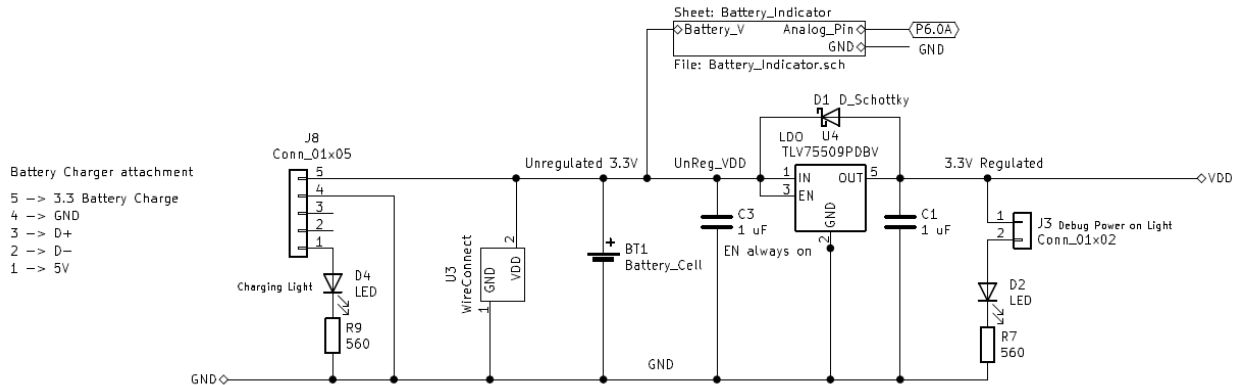 Sheet: Battery_Indicator
Battery_V Analog_Pin P6.0A
GND GND
File: Battery_Indicator.sch
D1 D_Schottky
LDO U4
TLV75509PDBV
J8
Conn_01x05
Battery Charger attachment
5 -> 3.3 Battery Charge
4 -> GND
3 -> D+
2 -> D-
1 -> 5V
5
4
3
2
1
Unregulated 3.3V
UnReg_VDD
1 IN OUT 5
3 EN
GND
2
3.3V Regulated
VDD
C3
1 uF
EN always on
C1
1 uF
1
2
J3 Debug Power on Light
Conn_01x02
U3
WireConnect
GND VDD
1
2
+
BT1
Battery_Cell
Charging Light
D4
LED
R9
560
D2
LED
R7
560
GND
GND